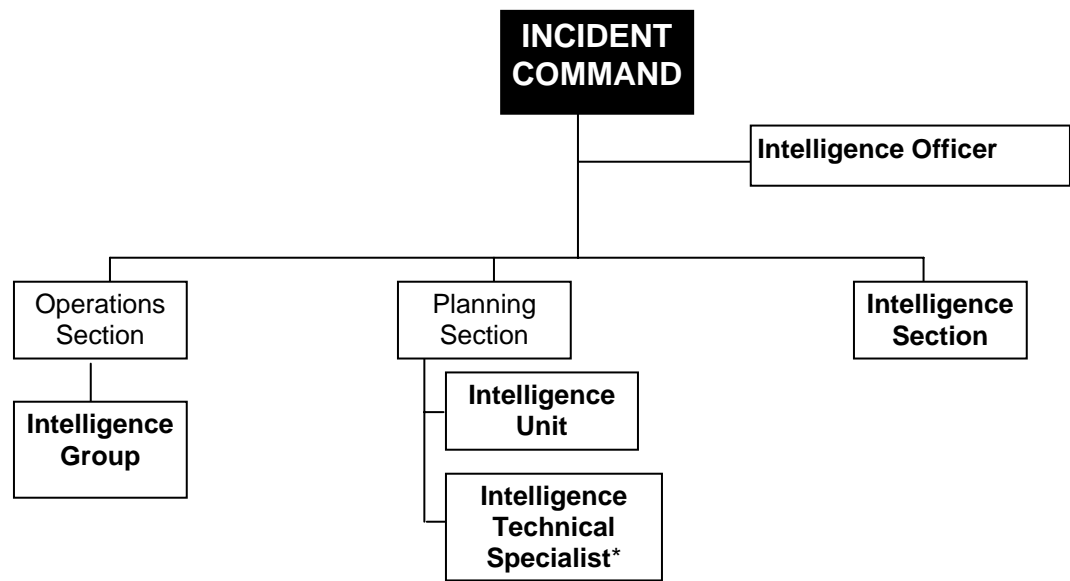 INCIDENT
COMMAND
Intelligence Officer
Operations
Section
Planning
Section
Intelligence
Section
Intelligence
Group
Intelligence
Unit
Intelligence
Technical
Specialist*